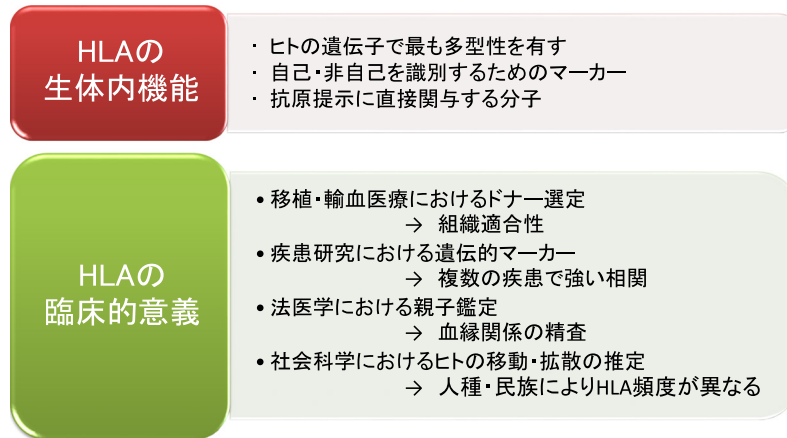 HLAの
生体内機能
・ ヒトの遺伝子で最も多型性を有す
・ 自己・非自己を識別するためのマーカー
・ 抗原提示に直接関与する分子
HLAの
臨床的意義
• 移植・輸血医療におけるドナー選定
→ 組織適合性
• 疾患研究における遺伝的マーカー
→ 複数の疾患で強い相関
• 法医学における親子鑑定
→ 血縁関係の精査
• 社会科学におけるヒトの移動・拡散の推定
→ 人種・民族によりHLA頻度が異なる